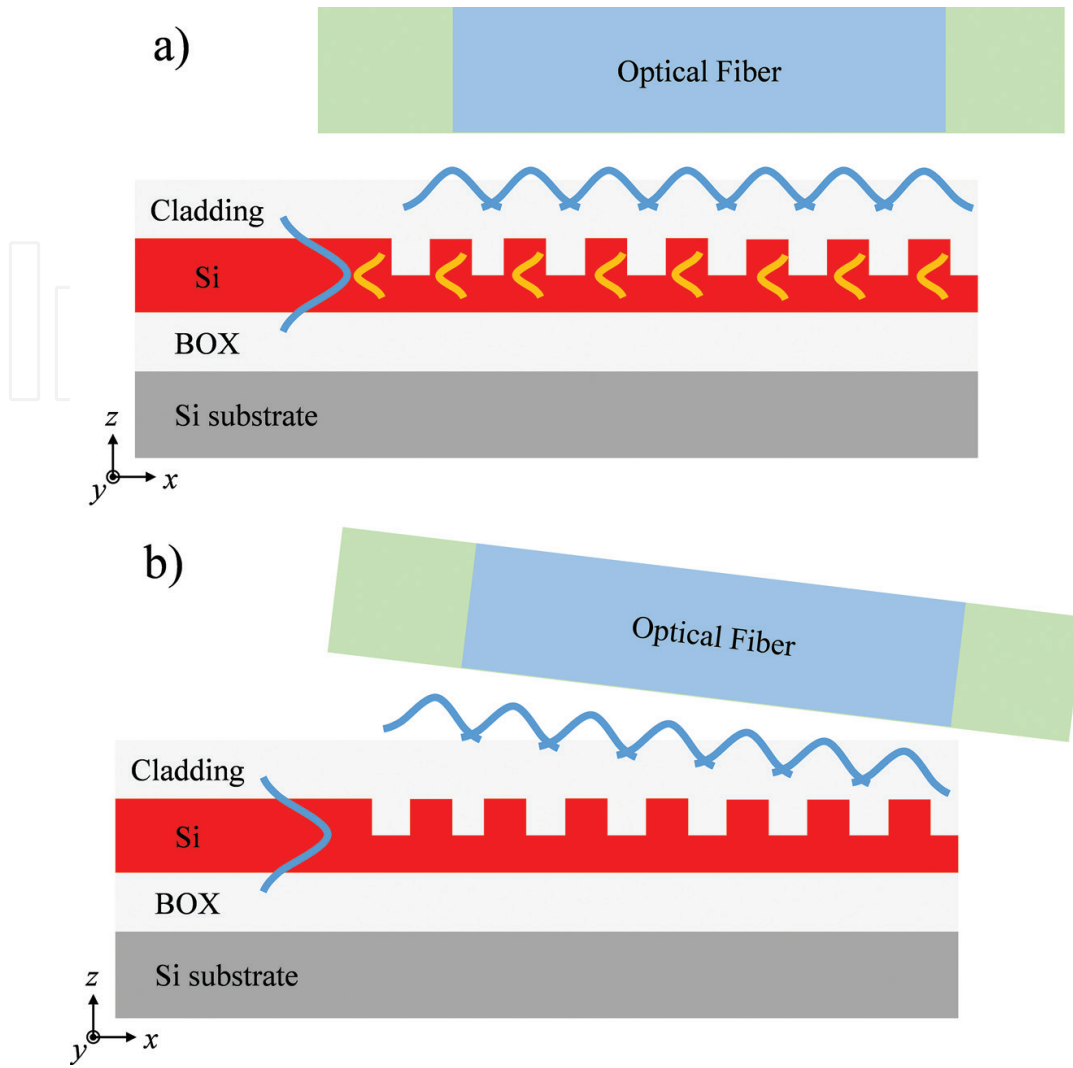 a)
Optical Fiber
Cladding
Si
BOX
Si substrate
z
y x
b)
Optical Fiber
Cladding
Si
BOX
Si substrate
z
y x